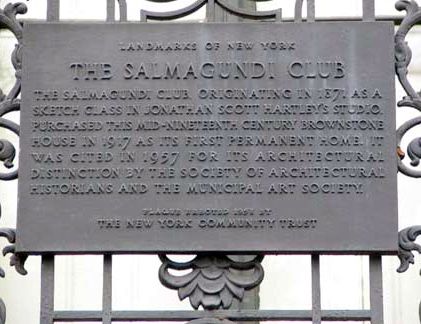 LANDMARKS OF NEW YORK
THE SALMAGUNDI CLUB
THE SALMAGUNDI CLUB, ORIGINATING IN 1871 AS A
SKETCH CLASS IN JONATHAN SCOTT HARTLEY'S STUDIO,
PURCHASED THIS MID-NINETEENTH CENTURY BROWNSTONE
HOUSE IN 1917 AS ITS FIRST PERMANENT HOME. IT
WAS CITED IN 1957 FOR ITS ARCHITECTURAL
DISTINCTION BY THE SOCIETY OF ARCHITECTURAL
HISTORIANS AND THE MUNICIPAL ART SOCIETY.
PLAQUE ERECTED BY
THE NEW YORK COMMUNITY TRUST